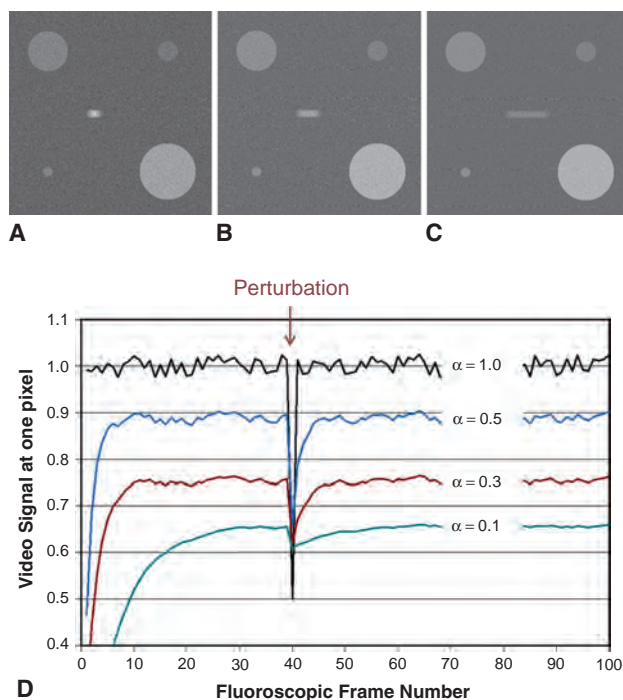 A B C
Perturbation
1.1
1.0
0.9
0.8
0.7
0.6
0.5
0.4
α = 1.0
α = 0.5
α = 0.3
α = 0.1
Video Signal at one pixel
0 10 20 30 40 50 60 70 80 90 100
D Fluoroscopic Frame Number